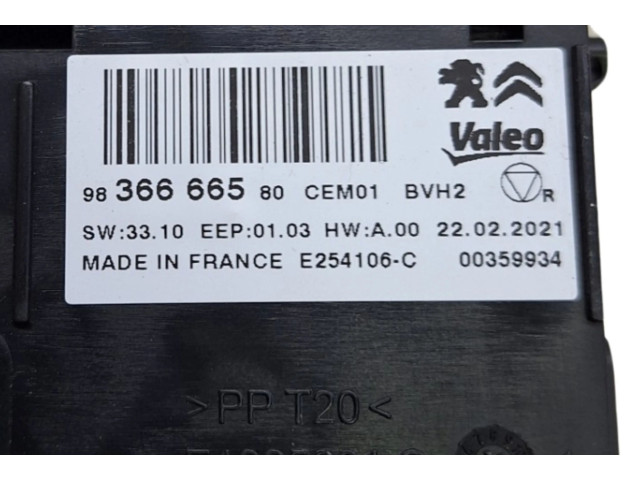 Valeo
98 366 665 80 CEM01 BVH2 R
SW:33.10 EEP:01.03 HW:A.00 22.02.2021
MADE IN FRANCE E254106-C 00359934
>PP T20<